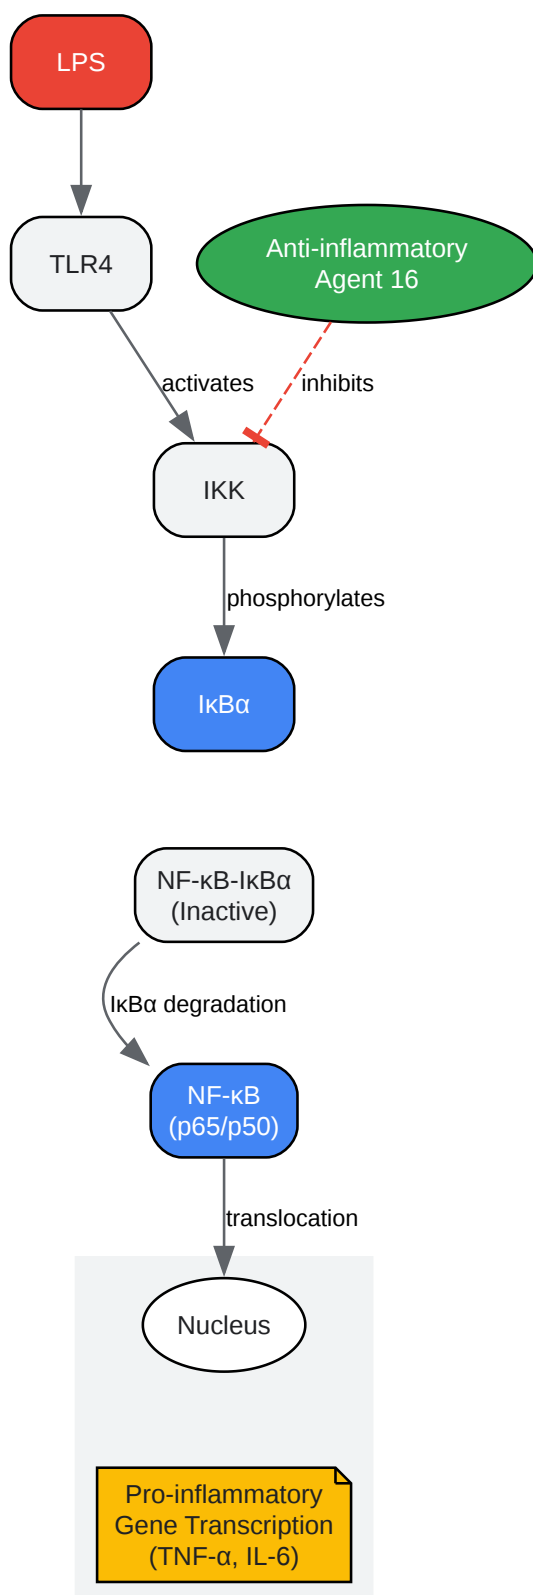 LPS
TLR4
Anti-inflammatory
Agent 16
activates
inhibits
IKK
phosphorylates
IκBα
NF-κB-IκBα
(Inactive)
IκBα degradation
NF-κB
(p65/p50)
translocation
Nucleus
Pro-inflammatory
Gene Transcription
(TNF-α, IL-6)